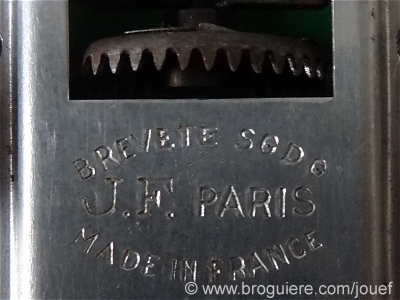 BREVETE SGDG
J.F. PARIS
MADE IN FRANCE
© www.broguiere.com/jouef